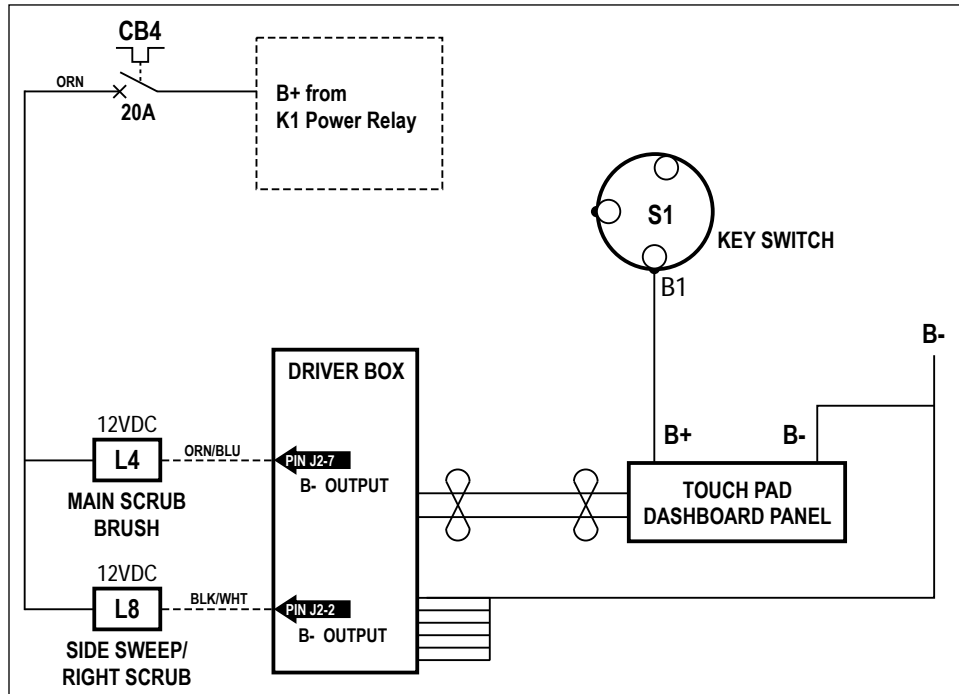 CB4
ORN
20A
B+ from
K1 Power Relay
S1
KEY SWITCH
B1
B-
DRIVER BOX
12VDC
L4
ORN/BLU
PIN J2-7
B- OUTPUT
MAIN SCRUB
BRUSH
B+
B-
TOUCH PAD
DASHBOARD PANEL
12VDC
L8
BLK/WHT
PIN J2-2
B- OUTPUT
SIDE SWEEP/
RIGHT SCRUB